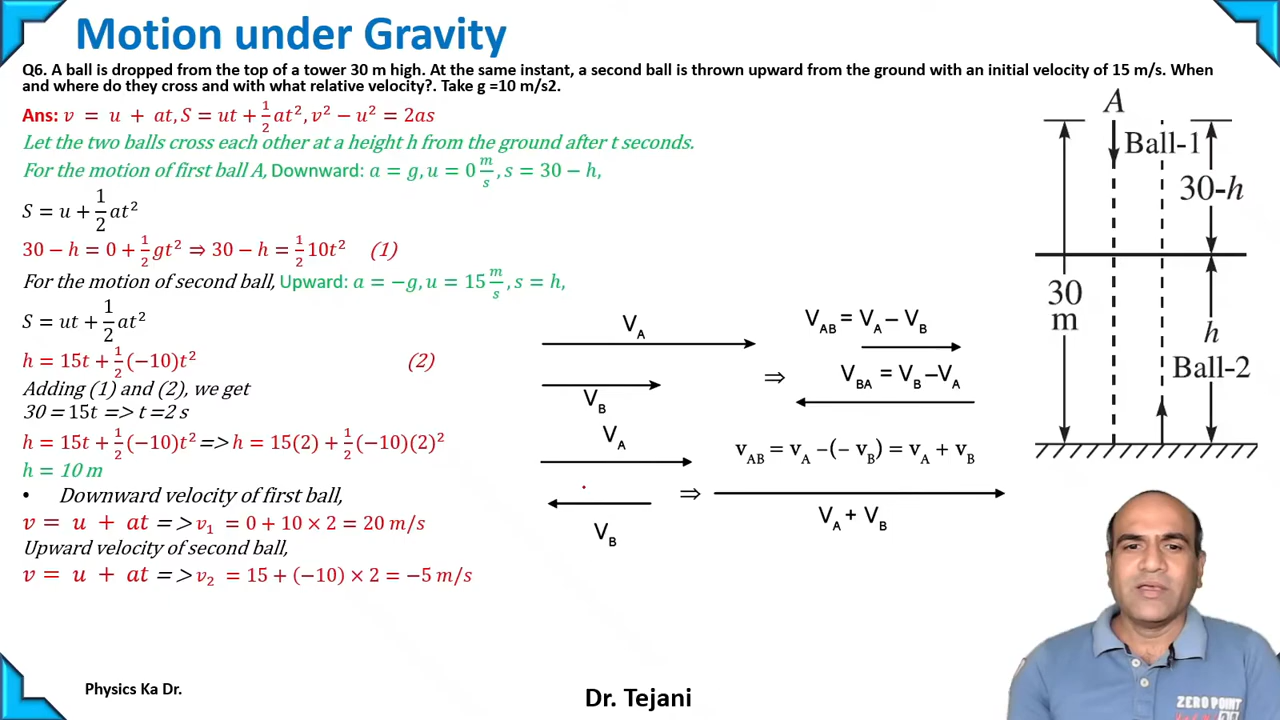 Motion under Gravity
Q6. A ball is dropped from the top of a tower 30 m high. At the same instant, a second ball is thrown upward from the ground with an initial velocity of 15 m/s. When
and where do they cross and with what relative velocity?. Take g =10 m/s2.
Ans: v = u + at, S = ut + 1/2 at², v² − u² = 2as
Let the two balls cross each other at a height h from the ground after t seconds.
For the motion of first ball A, Downward: a = g, u = 0 m/s, s = 30 − h,
S = u + 1/2 at²
30 − h = 0 + 1/2 gt² ⇒ 30 − h = 1/2 10t² (1)
For the motion of second ball, Upward: a = −g, u = 15 m/s, s = h,
S = ut + 1/2 at²
h = 15t + 1/2 (−10)t² (2)
Adding (1) and (2), we get
30 = 15t => t = 2 s
h = 15t + 1/2 (−10)t² => h = 15(2) + 1/2 (−10)(2)²
h = 10 m
• Downward velocity of first ball,
v = u + at => v₁ = 0 + 10 × 2 = 20 m/s
Upward velocity of second ball,
v = u + at => v₂ = 15 + (−10) × 2 = −5 m/s
V_A
V_B
⇒
V_AB = V_A − V_B
V_BA = V_B − V_A
V_A
V_B
⇒
v_AB = v_A −(− v_B) = v_A + v_B
V_A + V_B
A
Ball-1
30-h
30
m
h
Ball-2
ZERO POINT
Physics Ka Dr.
Dr. Tejani